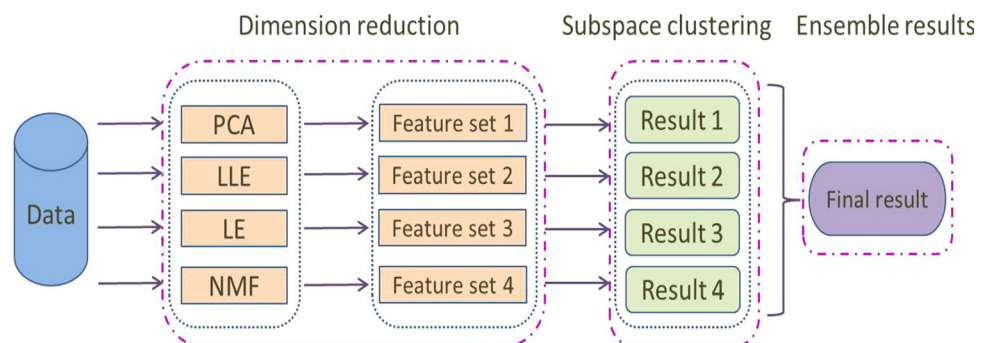 Dimension reduction
Subspace clustering
Ensemble results
Data
PCA
LLE
LE
NMF
Feature set 1
Feature set 2
Feature set 3
Feature set 4
Result 1
Result 2
Result 3
Result 4
Final result